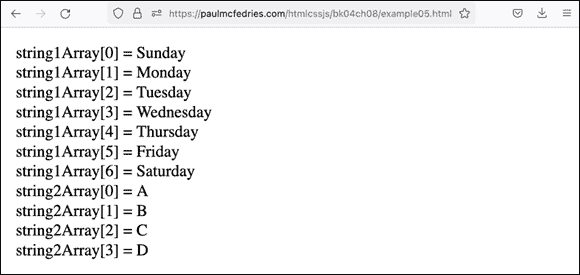 https://paulmcfedries.com/htmlcssjs/bk04ch08/example05.html
string1Array[0] = Sunday
string1Array[1] = Monday
string1Array[2] = Tuesday
string1Array[3] = Wednesday
string1Array[4] = Thursday
string1Array[5] = Friday
string1Array[6] = Saturday
string2Array[0] = A
string2Array[1] = B
string2Array[2] = C
string2Array[3] = D